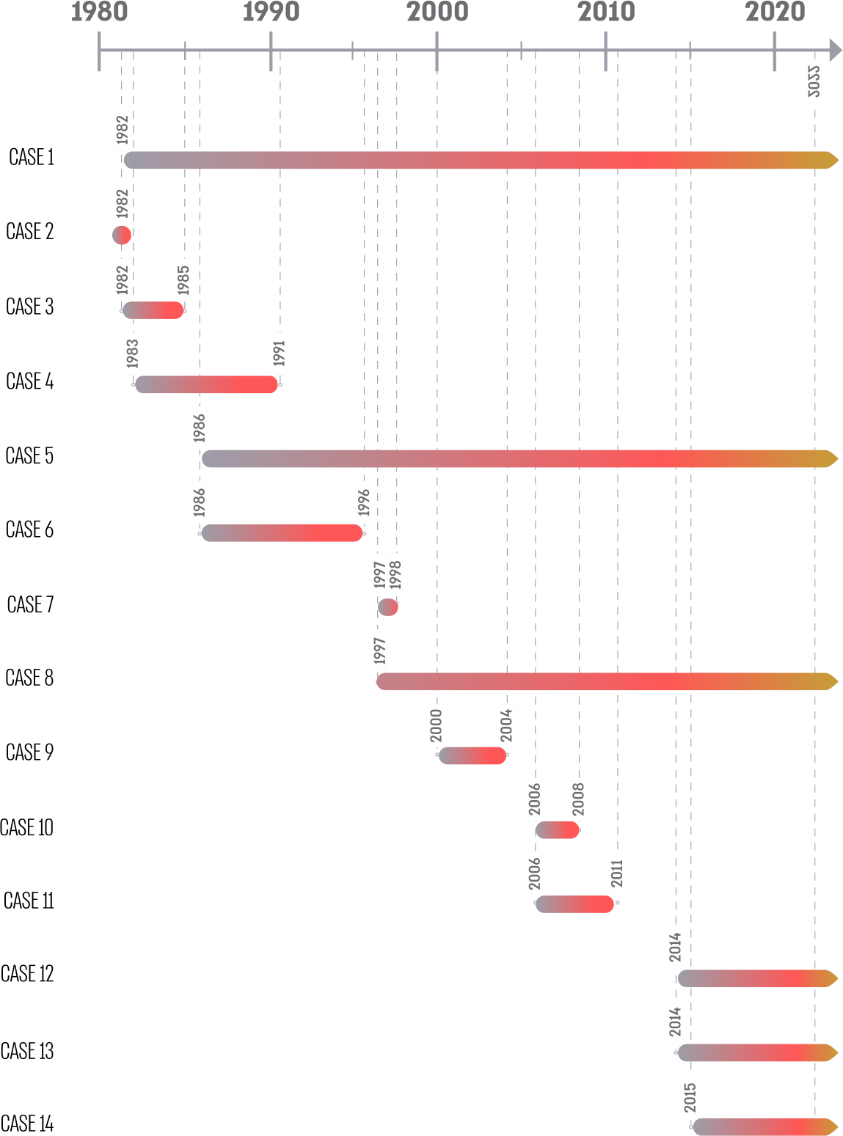 1980 1990 2000 2010 2020
2022
1982
CASE 1
1982
CASE 2
1982 1985
CASE 3
1983 1991
CASE 4
1986
CASE 5
1986 1996
CASE 6
1997 1998
CASE 7
1997
CASE 8
2000 2004
CASE 9
2006 2008
CASE 10
2006 2011
CASE 11
2014
CASE 12
2014
CASE 13
2015
CASE 14